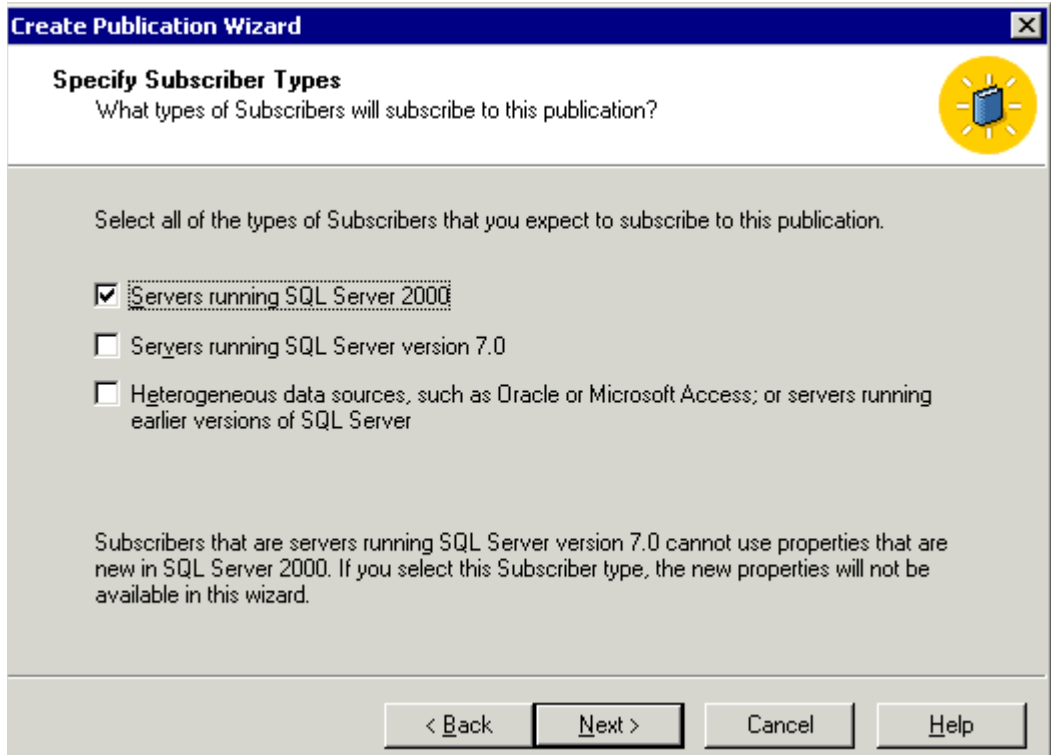 Create Publication Wizard
Specify Subscriber Types
What types of Subscribers will subscribe to this publication?
Select all of the types of Subscribers that you expect to subscribe to this publication.
Servers running SQL Server 2000
Servers running SQL Server version 7.0
Heterogeneous data sources, such as Oracle or Microsoft Access; or servers running
earlier versions of SQL Server
Subscribers that are servers running SQL Server version 7.0 cannot use properties that are
new in SQL Server 2000. If you select this Subscriber type, the new properties will not be
available in this wizard.
< Back Next > Cancel Help